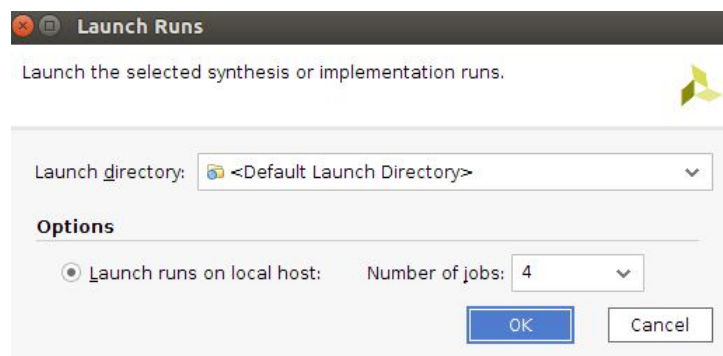 Launch Runs
Launch the selected synthesis or implementation runs.
Launch directory: <Default Launch Directory>
Options
Launch runs on local host: Number of jobs: 4
OK Cancel